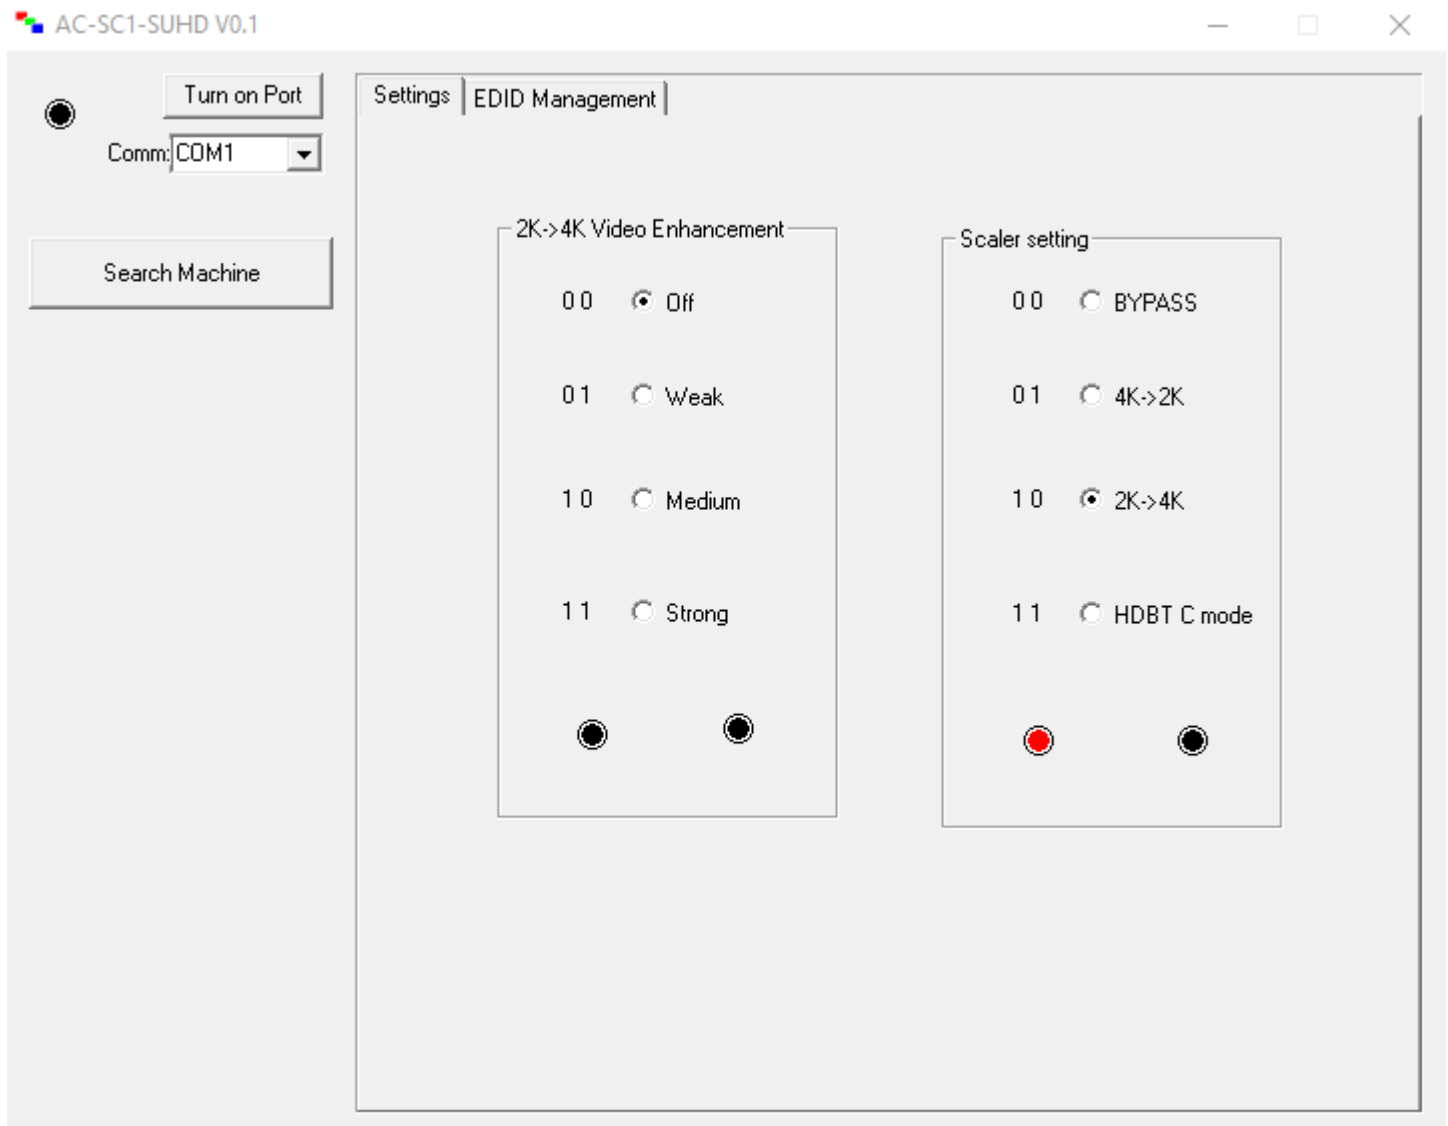 AC-SC1-SUHD V0.1
Turn on Port
Comm: COM1
Search Machine
Settings
EDID Management
2K->4K Video Enhancement
0 0 Off
0 1 Weak
1 0 Medium
1 1 Strong
Scaler setting
0 0 BYPASS
0 1 4K->2K
1 0 2K->4K
1 1 HDBT C mode